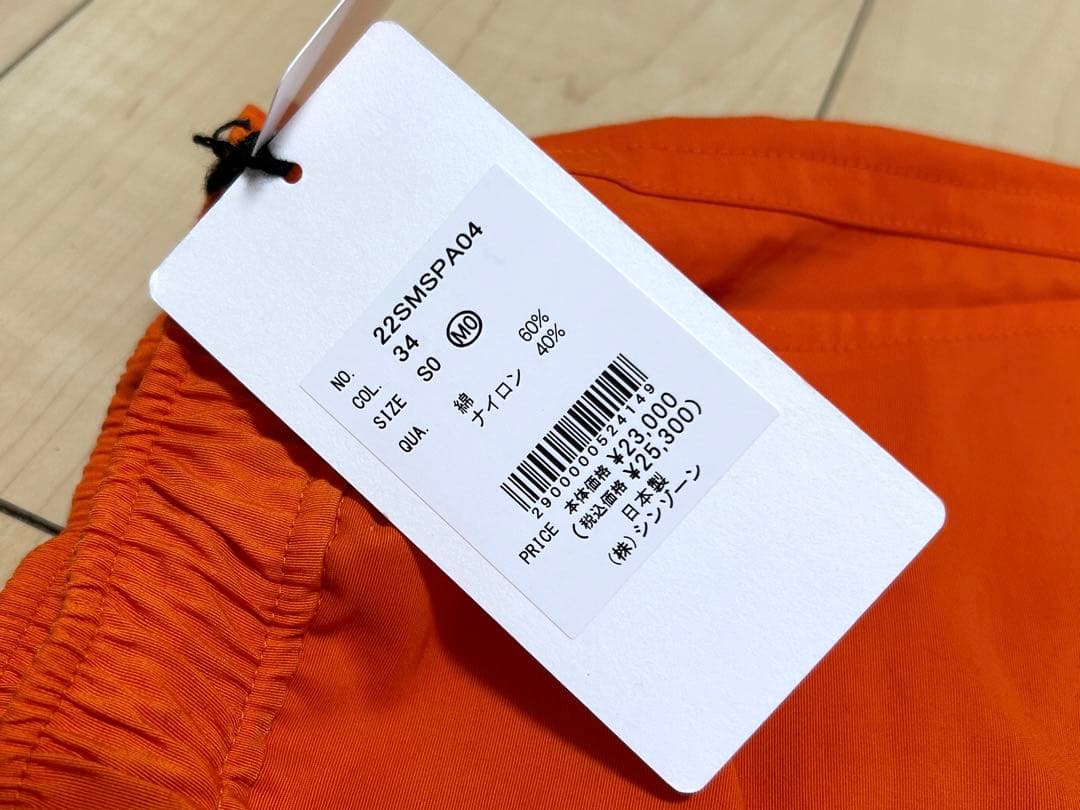 NO. 22SMSPA04
COL. 34
SIZE S0 M0
QUA. 綿 60%
ナイロン 40%
2900000524149
PRICE 本体価格 ¥23,000
(税込価格 ¥25,300)
日本製
(株)シンゾーン